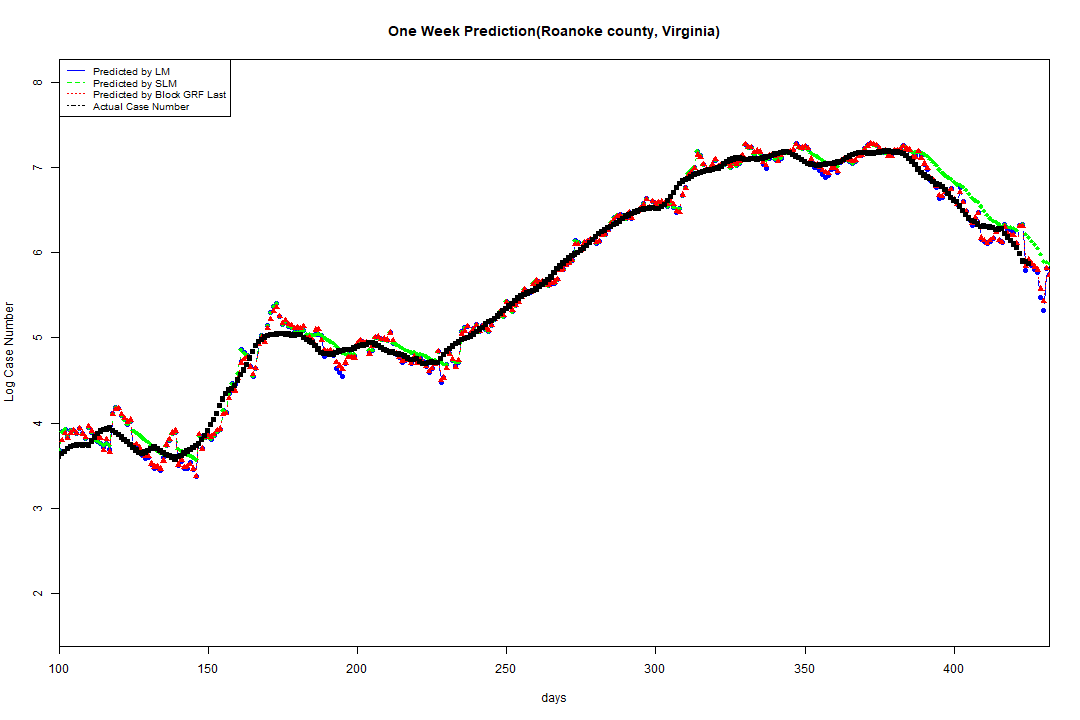 One Week Prediction(Roanoke county, Virginia)
Predicted by LM
Predicted by SLM
Predicted by Block GRF Last
Actual Case Number
8
7
6
5
4
3
2
Log Case Number
100 150 200 250 300 350 400
days